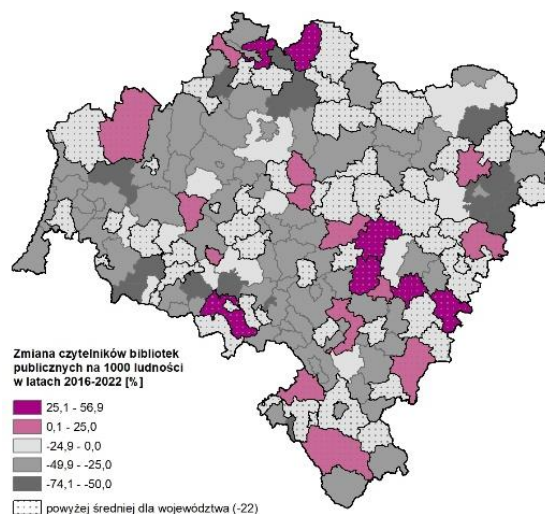 Zmiana czytelników bibliotek
publicznych na 1000 ludności
w latach 2016-2022 [%]
25,1 - 56,9
0,1 - 25,0
-24,9 - 0,0
-49,9 - -25,0
-74,1 - -50,0
powyżej średniej dla województwa (-22)